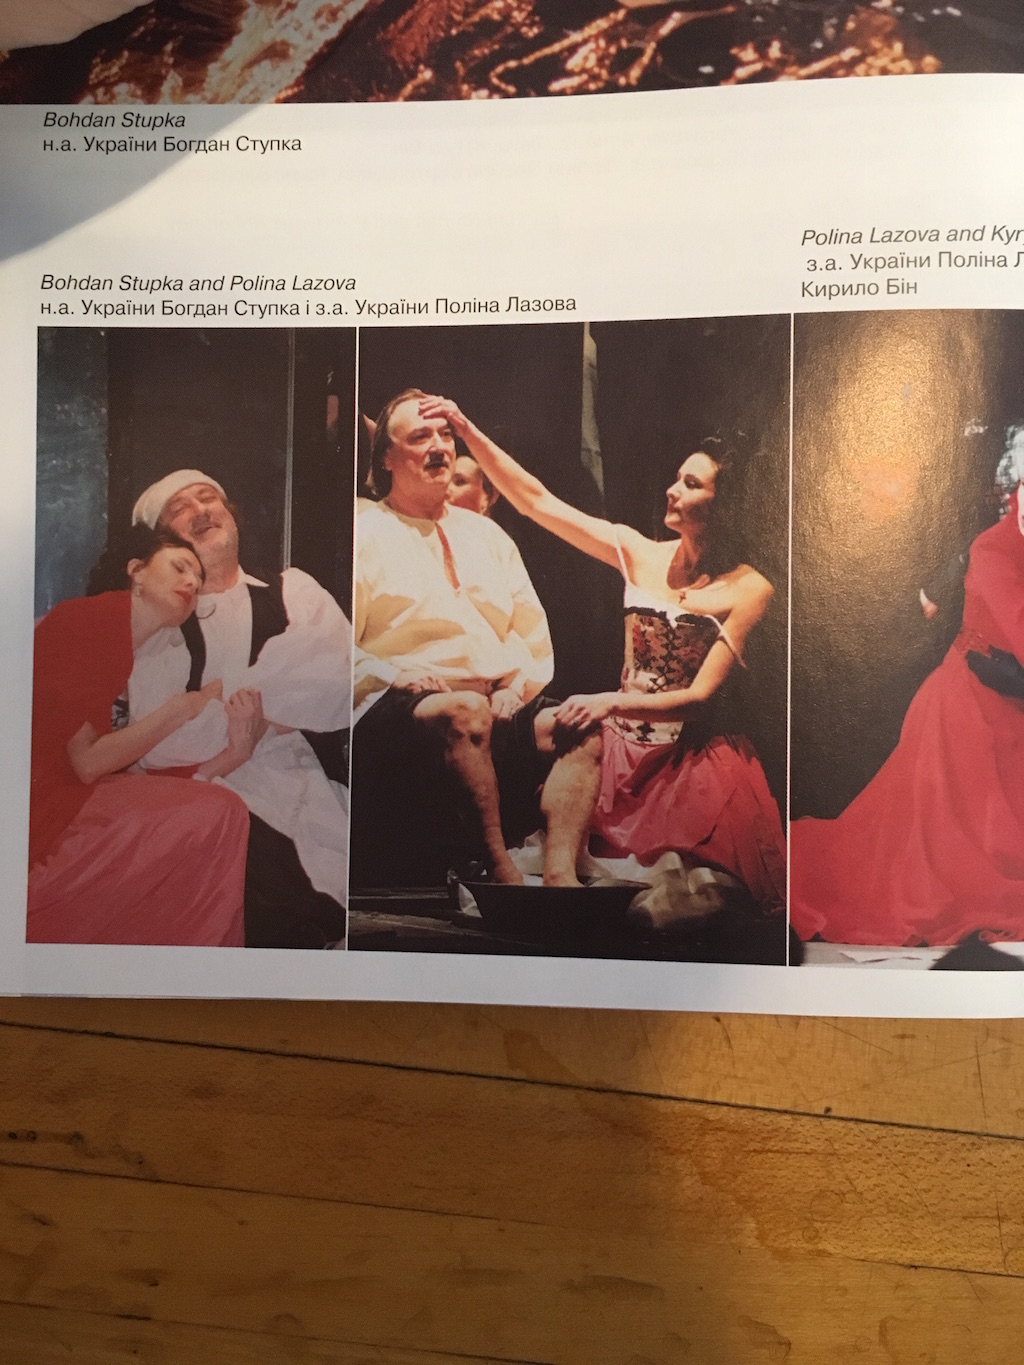 Bohdan Stupka
н.а. України Богдан Ступка
Bohdan Stupka and Polina Lazova
н.а. України Богдан Ступка і з.а. України Поліна Лазова
Polina Lazova and
з.а. України Поліна
Кирило Бін